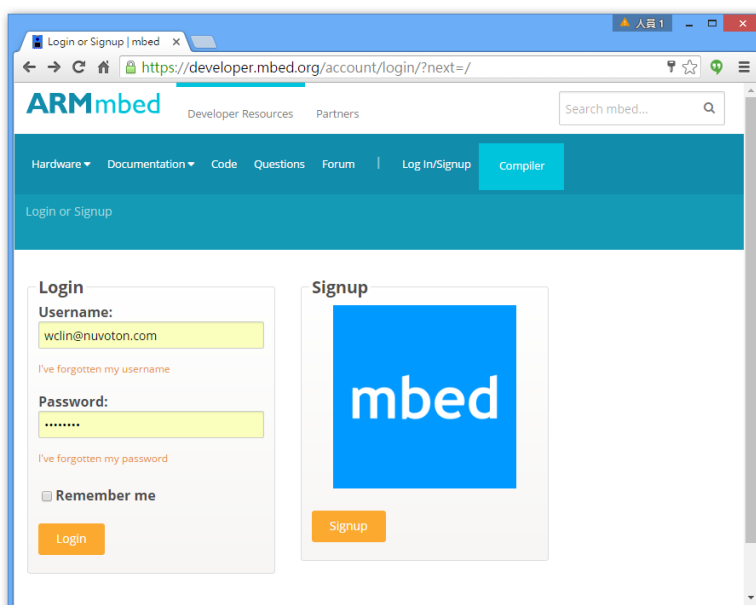 人員 1
Login or Signup | mbed
https://developer.mbed.org/account/login/?next=/
ARMmbed
Developer Resources Partners
Search mbed...
Hardware Documentation Code Questions Forum | Log In/Signup Compiler
Login or Signup
Login
Username:
wclin@nuvoton.com
I've forgotten my username
Password:
••••••••
I've forgotten my password
Remember me
Login
Signup
mbed
Signup